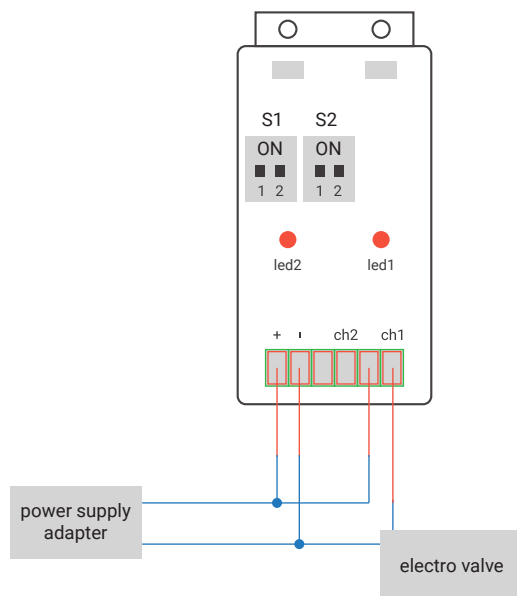 S1 S2
ON ON
1 2 1 2
led2 led1
+ - ch2 ch1
power supply
adapter
electro valve